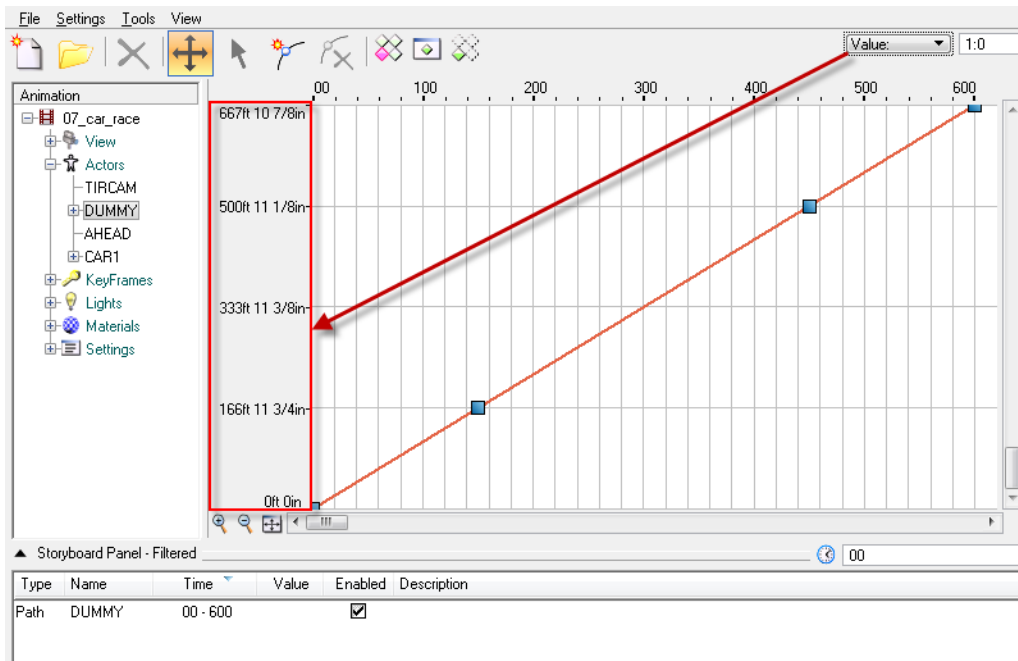 File Settings Tools View
Value: 1:0
Animation
07_car_race
View
Actors
TIRCAM
DUMMY
AHEAD
CAR1
KeyFrames
Lights
Materials
Settings
00 100 200 300 400 500 600
667ft 10 7/8in
500ft 11 1/8in
333ft 11 3/8in
166ft 11 3/4in
0ft 0in
Storyboard Panel - Filtered 00
Type Name Time Value Enabled Description
Path DUMMY 00 - 600